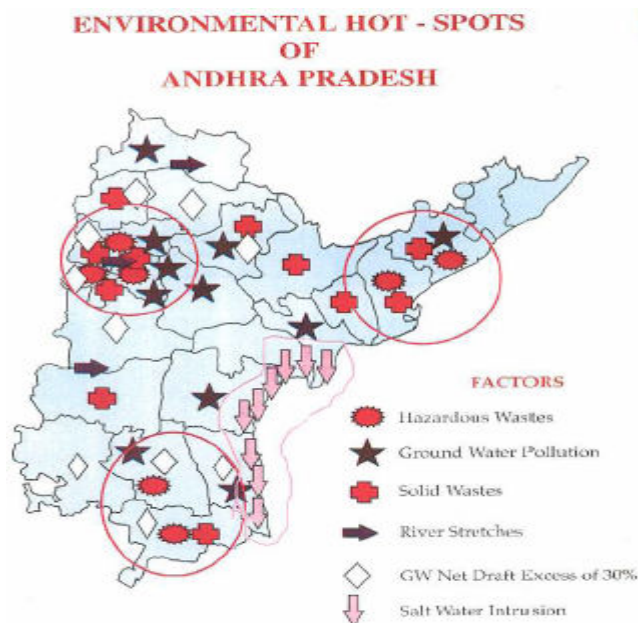 ENVIRONMENTAL HOT - SPOTS
OF
ANDHRA PRADESH
FACTORS
Hazardous Wastes
Ground Water Pollution
Solid Wastes
River Stretches
GW Net Draft Excess of 30%
Salt Water Intrusion